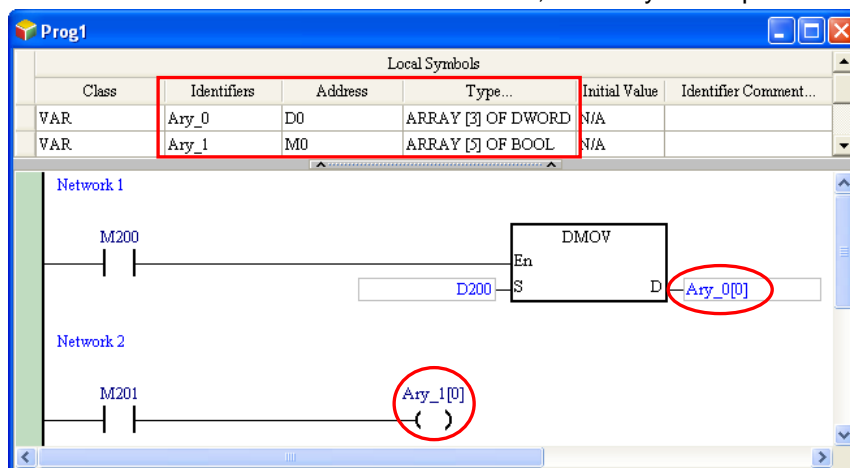 Prog1
Local Symbols
Class Identifiers Address Type... Initial Value Identifier Comment...
VAR Ary_0 D0 ARRAY [3] OF DWORD N/A
VAR Ary_1 M0 ARRAY [5] OF BOOL N/A
Network 1
M200
DMOV
En
D200 S D Ary_0[0]
Network 2
M201 Ary_1[0]